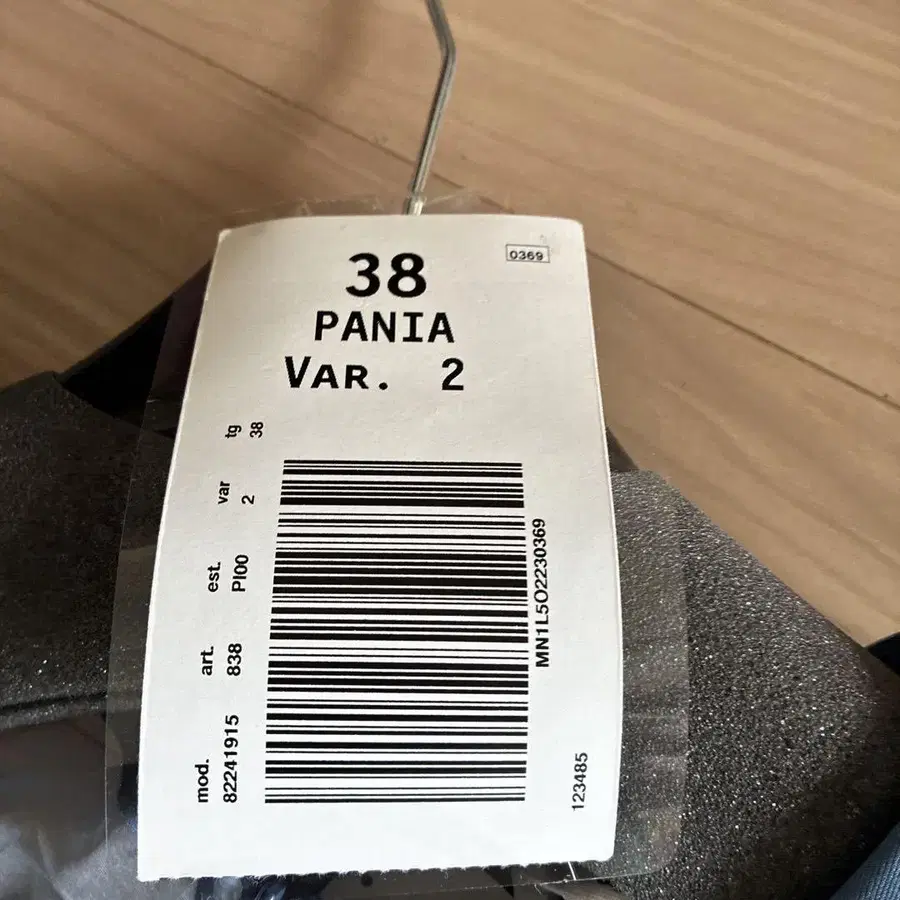 0369
38
PANIA
VAR. 2
tg
38
var
2
est.
PI00
art.
838
mod.
82241915
MN1L5O2230369
123485